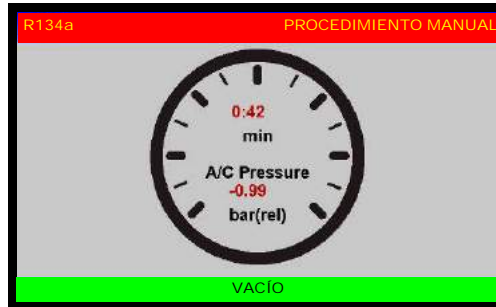 R134a PROCEDIMIENTO MANUAL
0:42
min
A/C Pressure
-0.99
bar(rel)
VACÍO